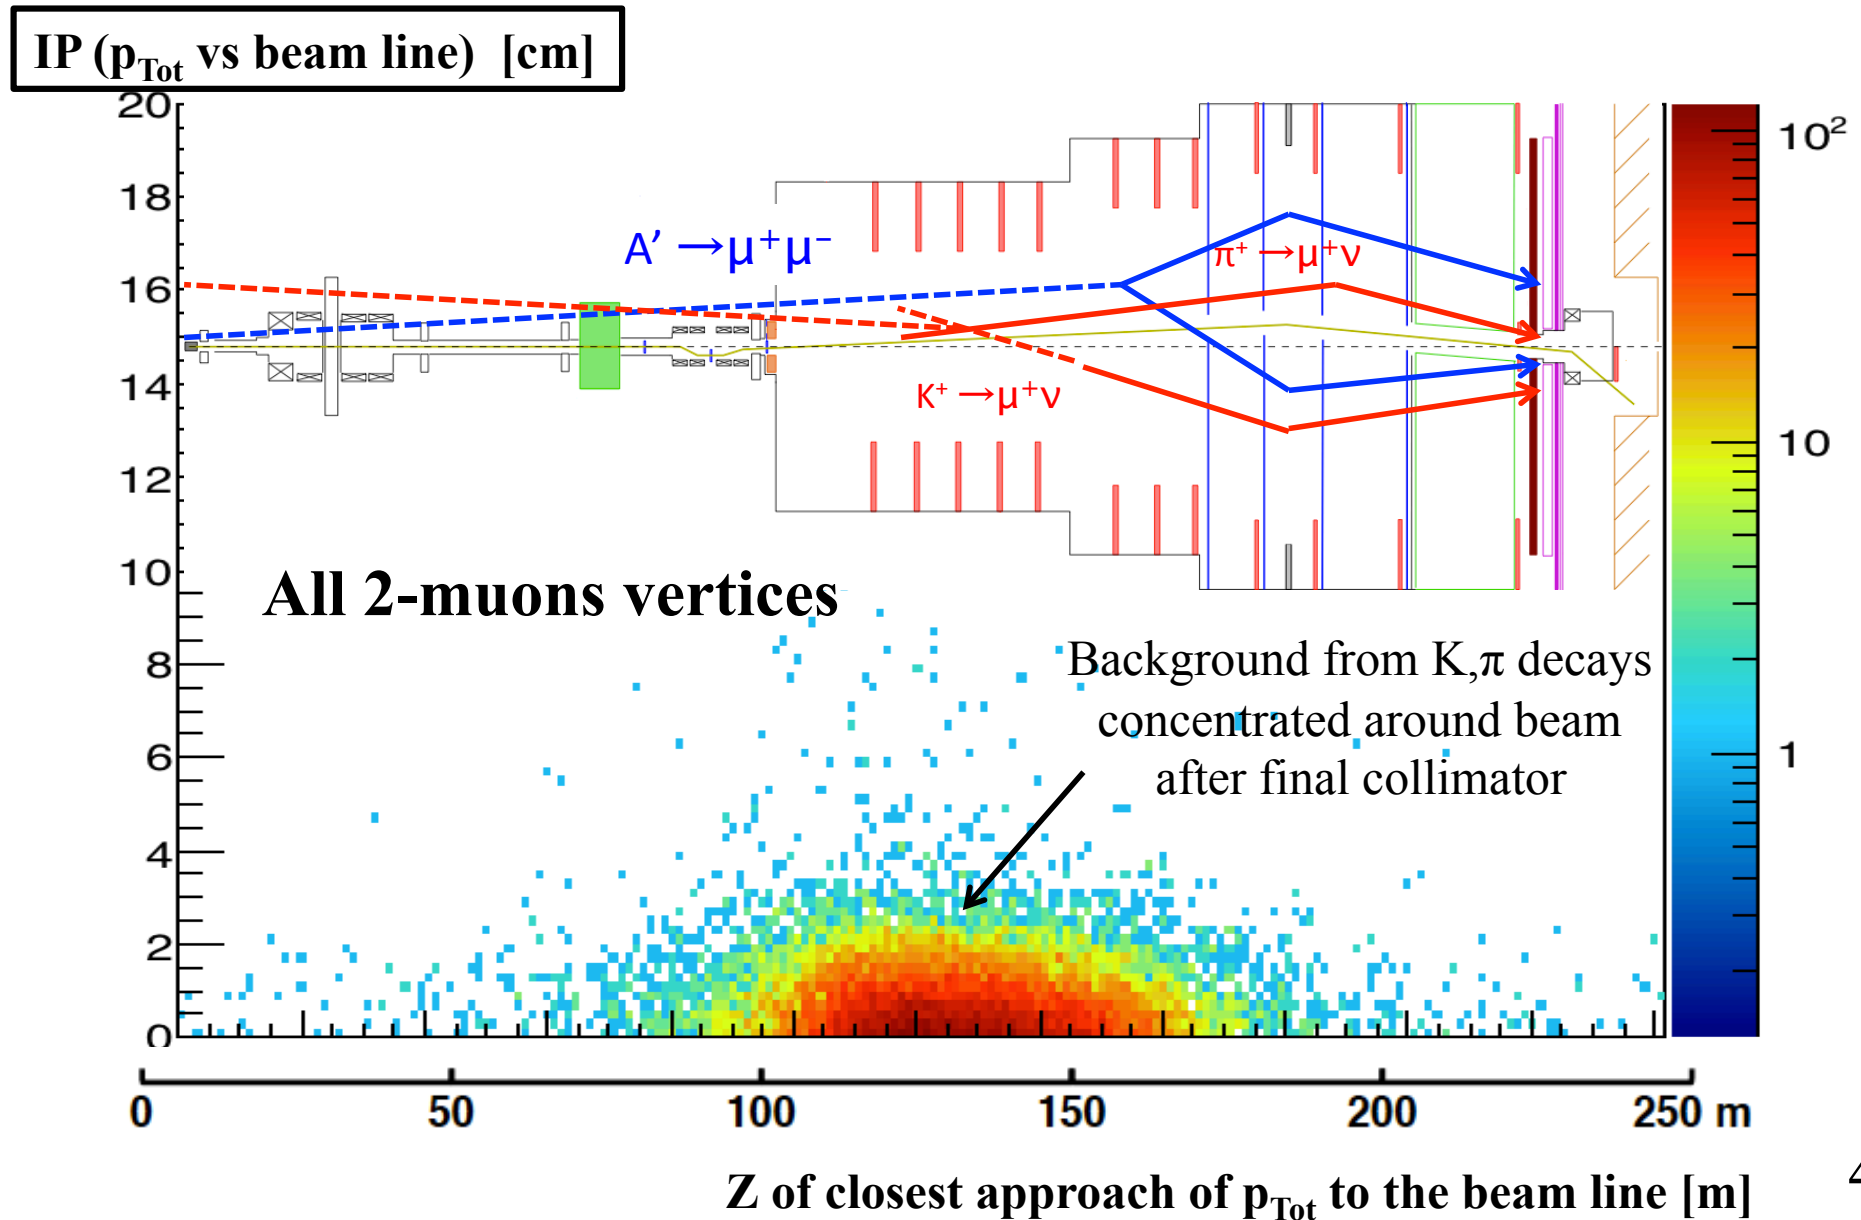 IP (pTot vs beam line) [cm]
20
18
16
14
12
10
8
6
4
2
0
A’ →μ⁺μ⁻
π⁺ →μ⁺ν
K⁺ →μ⁺ν
10²
10
1
All 2-muons vertices
Background from K,π decays
concentrated around beam
after final collimator
0 50 100 150 200 250 m
Z of closest approach of pTot to the beam line [m]